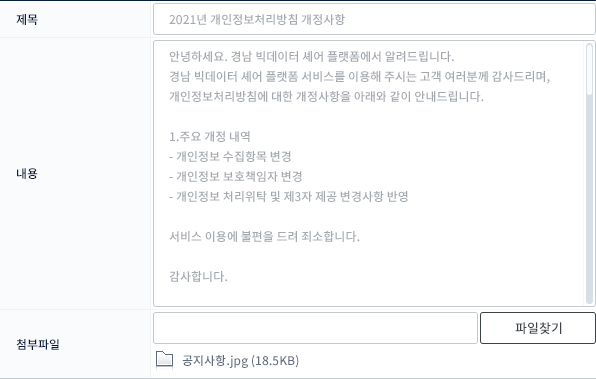 제목
2021년 개인정보처리방침 개정사항
내용
안녕하세요. 경남 빅데이터 셰어 플랫폼에서 알려드립니다.
경남 빅데이터 셰어 플랫폼 서비스를 이용해 주시는 고객 여러분께 감사드리며,
개인정보처리방침에 대한 개정사항을 아래와 같이 안내드립니다.
1.주요 개정 내역
- 개인정보 수집항목 변경
- 개인정보 보호책임자 변경
- 개인정보 처리위탁 및 제3자 제공 변경사항 반영
서비스 이용에 불편을 드려 죄소합니다.
감사합니다.
첨부파일
파일찾기
공지사항.jpg (18.5KB)